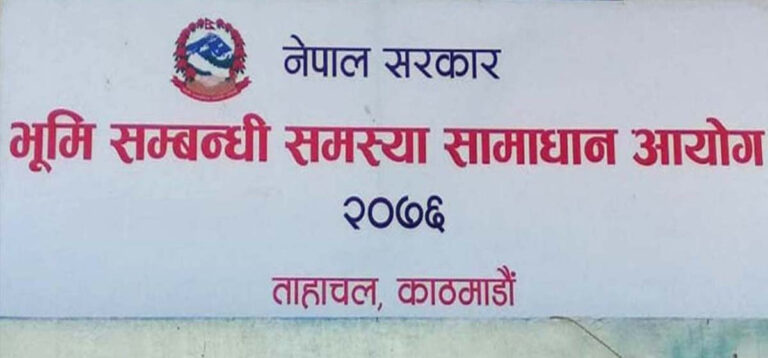 नेपाल सरकार
भूमि सम्बन्धी समस्या सामाधान आयोग
२०७६
ताहाचल, काठमाडौं